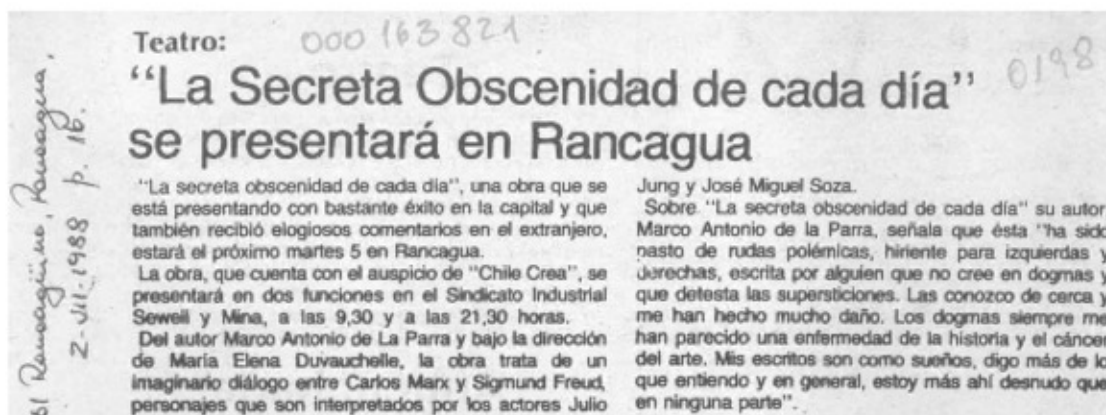 Teatro:
000 163 821
0198
"La Secreta Obscenidad de cada día"
se presentará en Rancagua
"La secreta obscenidad de cada día", una obra que se
está presentando con bastante éxito en la capital y que
también recibió elogiosos comentarios en el extranjero,
estará el próximo martes 5 en Rancagua.
La obra, que cuenta con el auspicio de "Chile Crea", se
presentará en dos funciones en el Sindicato Industrial
Sewell y Mina, a las 9,30 y a las 21,30 horas.
Del autor Marco Antonio de La Parra y bajo la dirección
de María Elena Duvauchelle, la obra trata de un
imaginario diálogo entre Carlos Marx y Sigmund Freud,
personajes que son interpretados por los actores Julio
Jung y José Miguel Soza.
Sobre "La secreta obscenidad de cada día" su autor
Marco Antonio de la Parra, señala que ésta "ha sido
pasto de rudas polémicas, hiriente para izquierdas y
derechas, escrita por alguien que no cree en dogmas y
que detesta las supersticiones. Las conozco de cerca y
me han hecho mucho daño. Los dogmas siempre me
han parecido una enfermedad de la historia y el cáncer
del arte. Mis escritos son como sueños, digo más de lo
que entiendo y en general, estoy más ahí desnudo que
en ninguna parte".
Rancagüino, Rancagua,
2-VII-1988 p. 16.